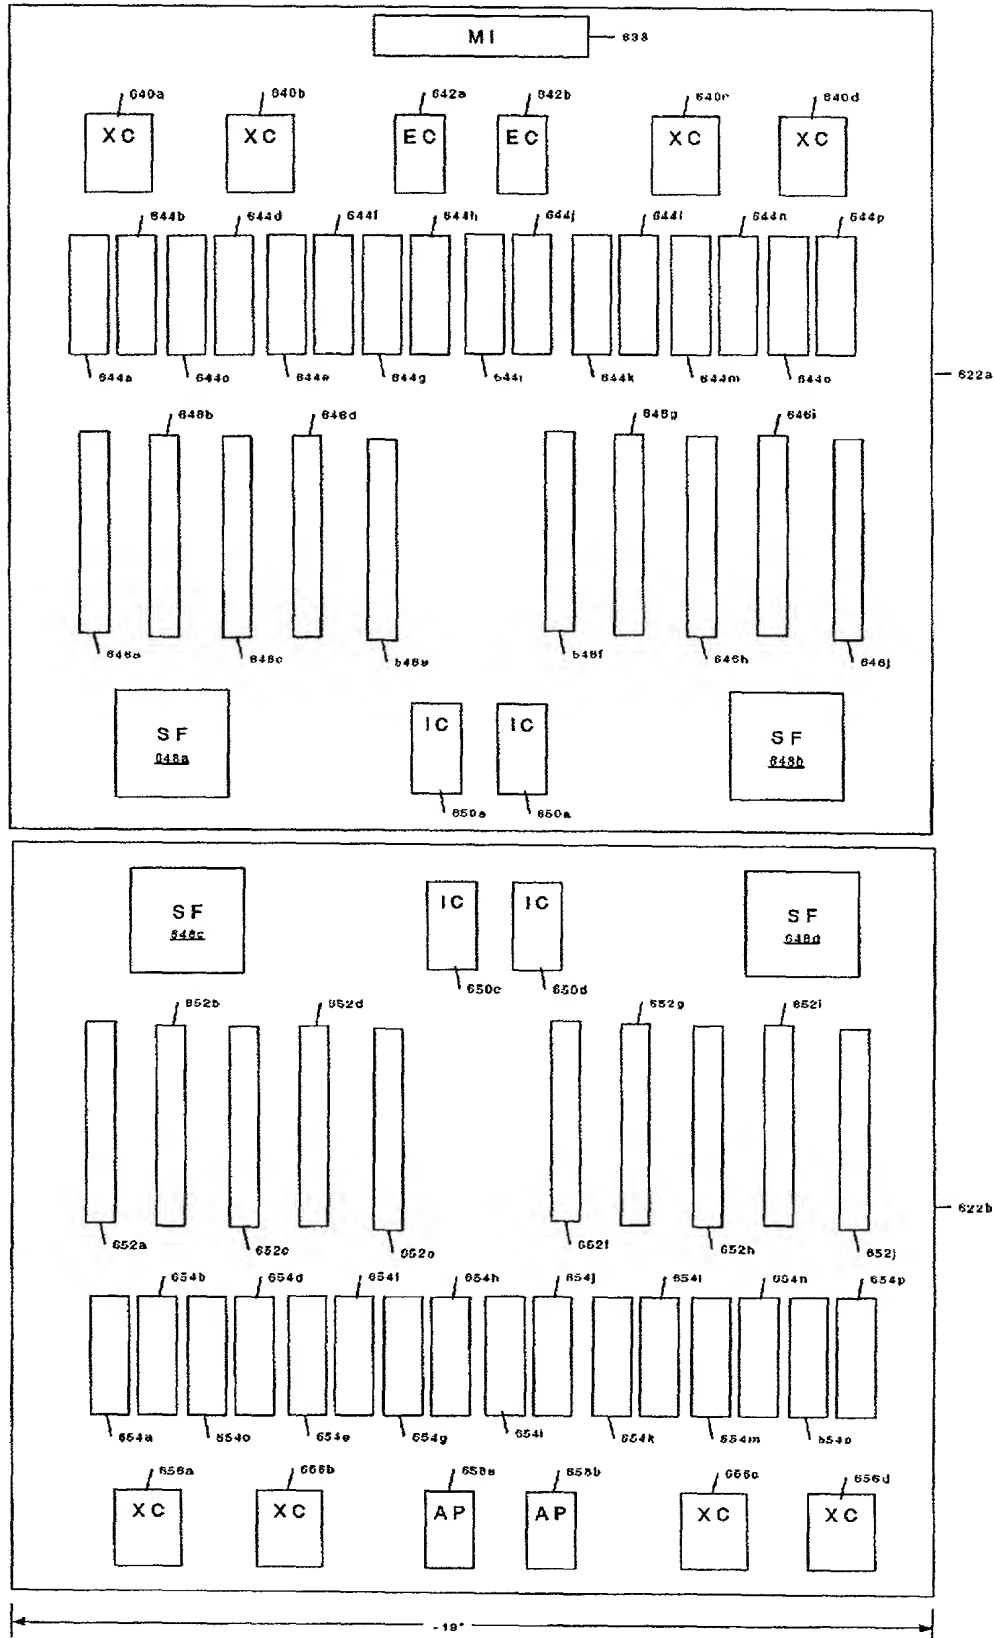 MI
638
640a 640b 642a 642b 640c 640d
XC XC EC EC XC XC
644b 644d 644f 644h 644j 644l 644n 644p
644a 644c 644e 644g 644i 644k 644m 644o
622a
646b 646d 646g 646i
646a 646c 646e 646f 646h 646j
SF IC IC SF
648a 648b
650a 650a
SF IC IC SF
648c 648d
650c 650d
652b 652d 652g 652i
622b
652a 652c 652e 652f 652h 652j
654b 654d 654f 654h 654j 654l 654n 654p
654a 654c 654e 654g 654i 654k 654m 654o
656a 656b 658a 658b 656c 656d
XC XC AP AP XC XC
~19"